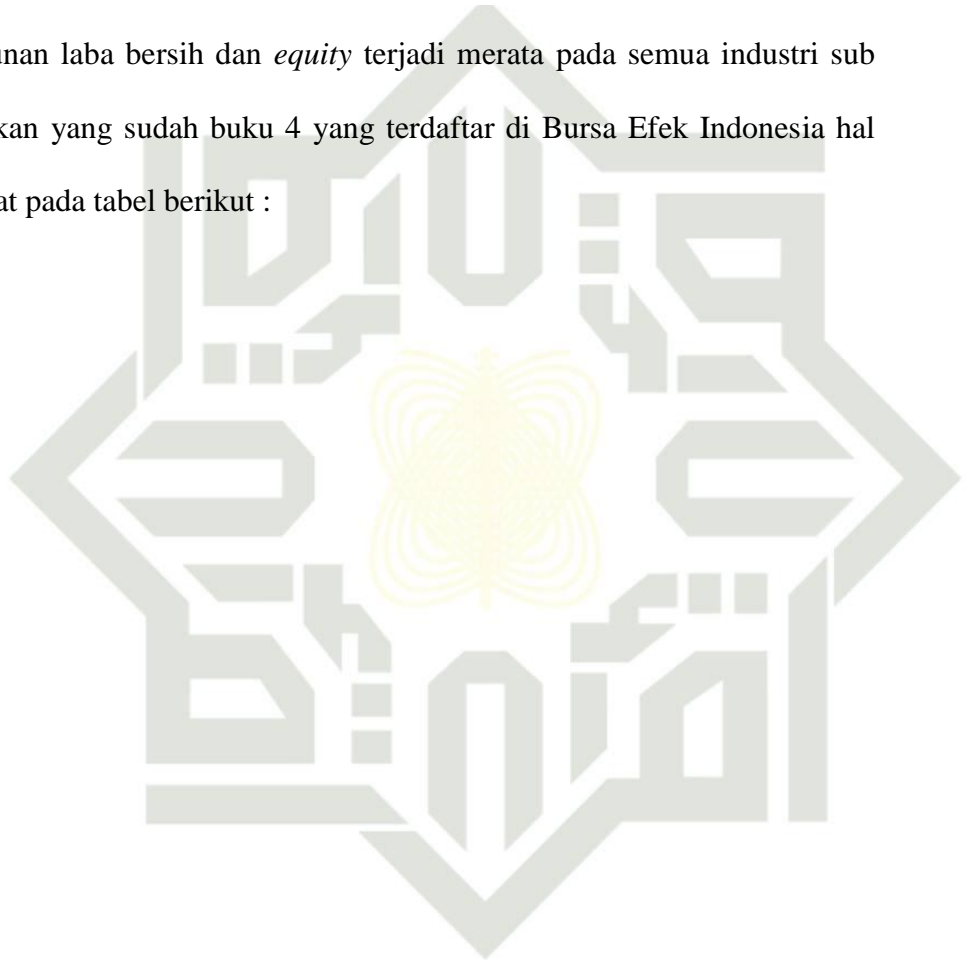 unan laba bersih dan equity terjadi merata pada semua industri sub
kan yang sudah buku 4 yang terdaftar di Bursa Efek Indonesia hal
at pada tabel berikut :